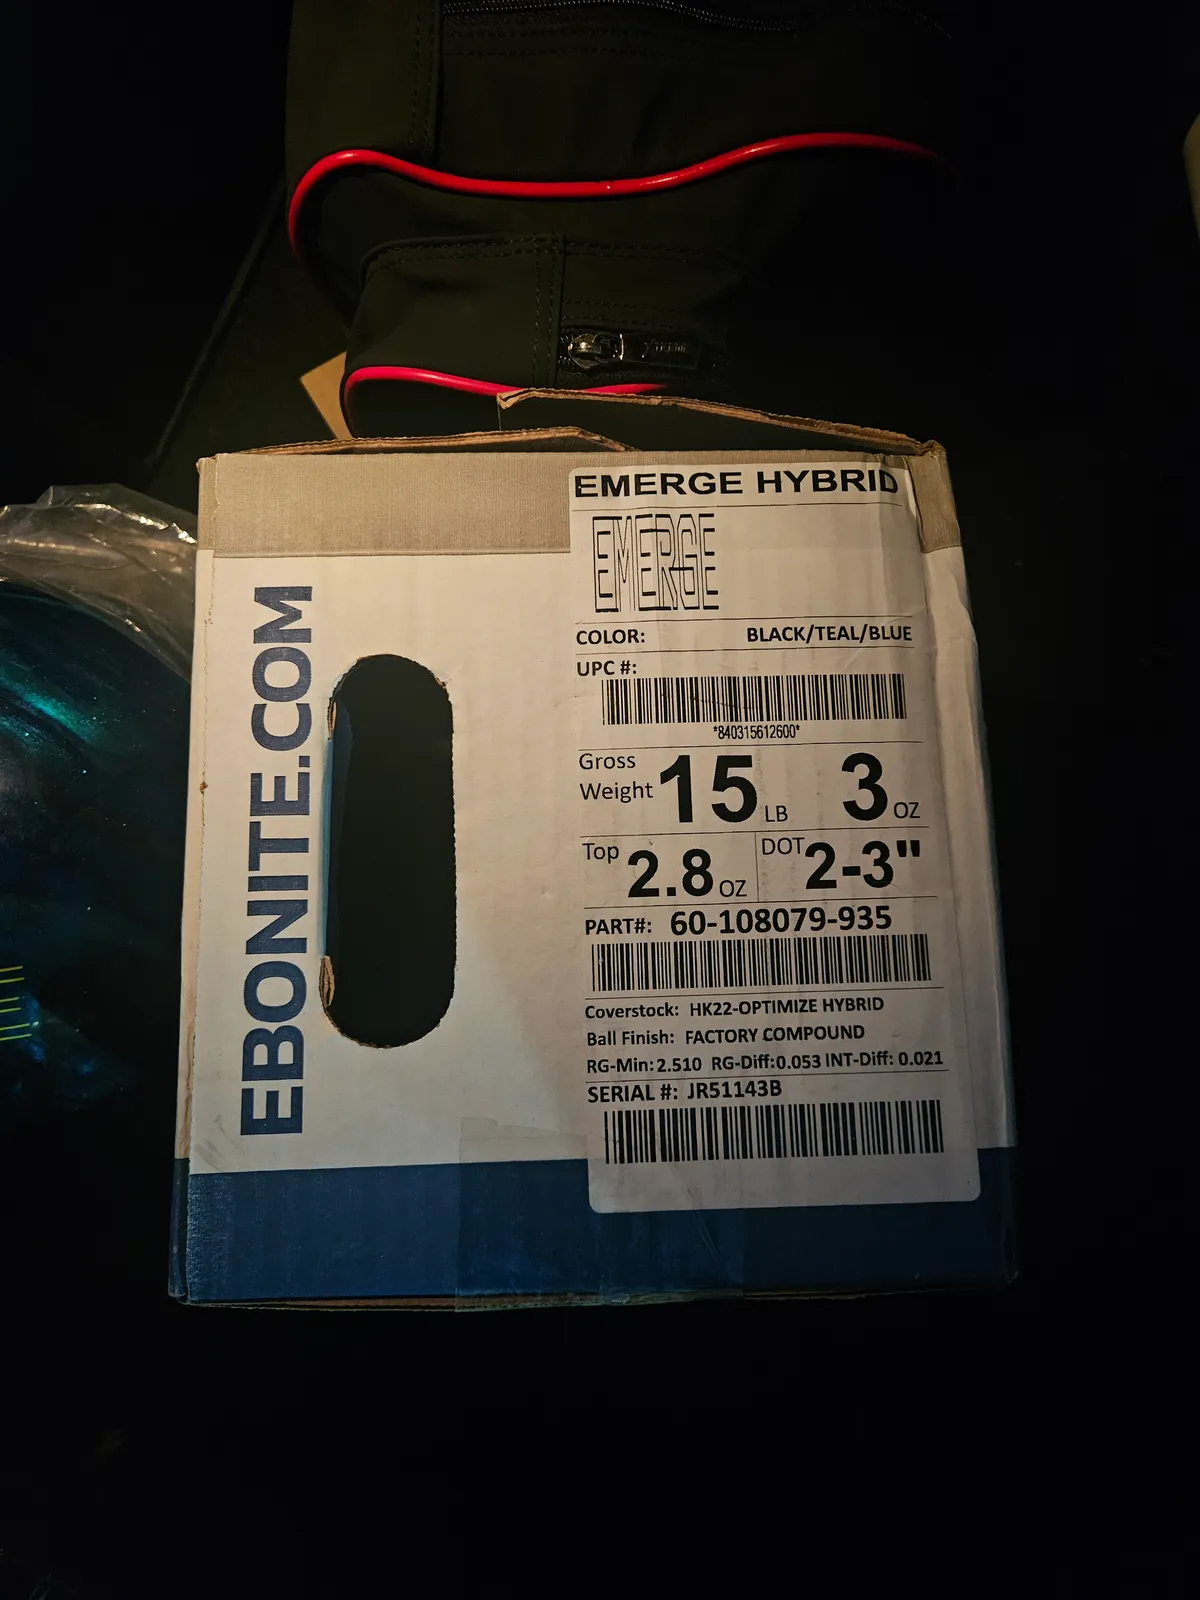 XTREME
EBONITE.COM
EMERGE HYBRID
EMERGE
COLOR: BLACK/TEAL/BLUE
UPC #:
*840315612600*
Gross
Weight 15 LB 3 OZ
Top 2.8 OZ DOT 2-3"
PART#: 60-108079-935
Coverstock: HK22-OPTIMIZE HYBRID
Ball Finish: FACTORY COMPOUND
RG-Min: 2.510 RG-Diff:0.053 INT-Diff: 0.021
SERIAL #: JR51143B